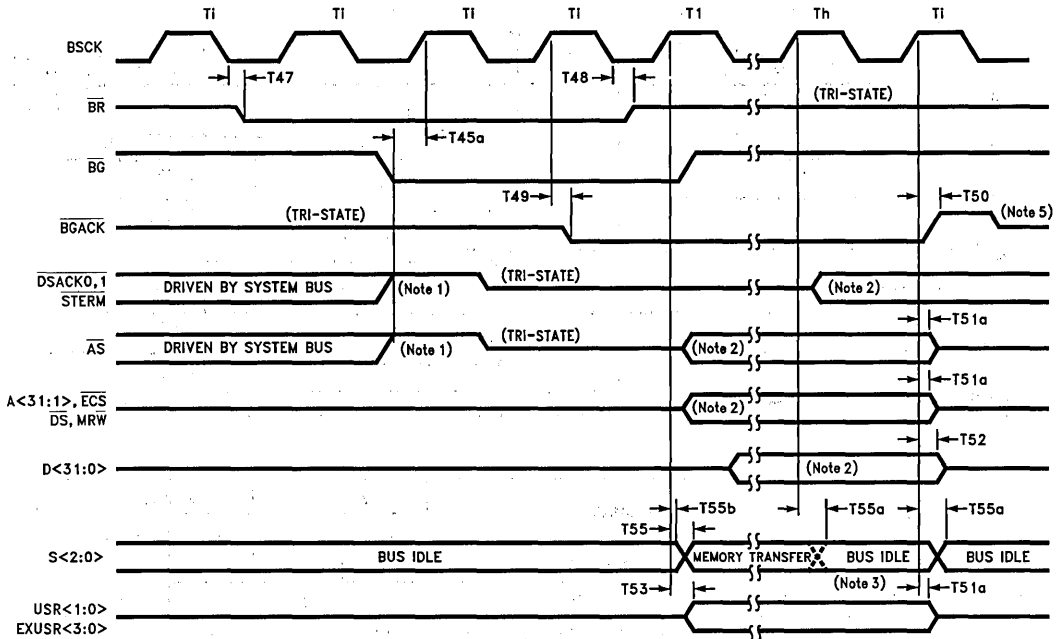 Ti Ti Ti Ti T1 Th Ti
BSCK
T47 T48
BR (TRI-STATE)
T45a
BG
T49 T50
BGACK (TRI-STATE) (Note 5)
DSACK0,1
STERM
DRIVEN BY SYSTEM BUS (Note 1) (TRI-STATE) (Note 2)
T51a
AS DRIVEN BY SYSTEM BUS (Note 1) (TRI-STATE) (Note 2)
T51a
A<31:1>, ECS
DS, MRW
(Note 2)
T52
D<31:0> (Note 2)
T55b T55a T55a
T55
S<2:0> BUS IDLE MEMORY TRANSFER BUS IDLE BUS IDLE
(Note 3)
T53 T51a
USR<1:0>
EXUSR<3:0>